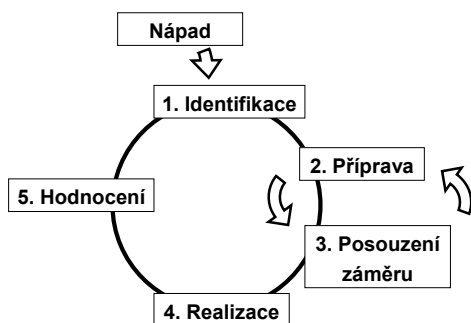 Nápad
1. Identifikace
2. Příprava
5. Hodnocení
3. Posouzení
záměru
4. Realizace